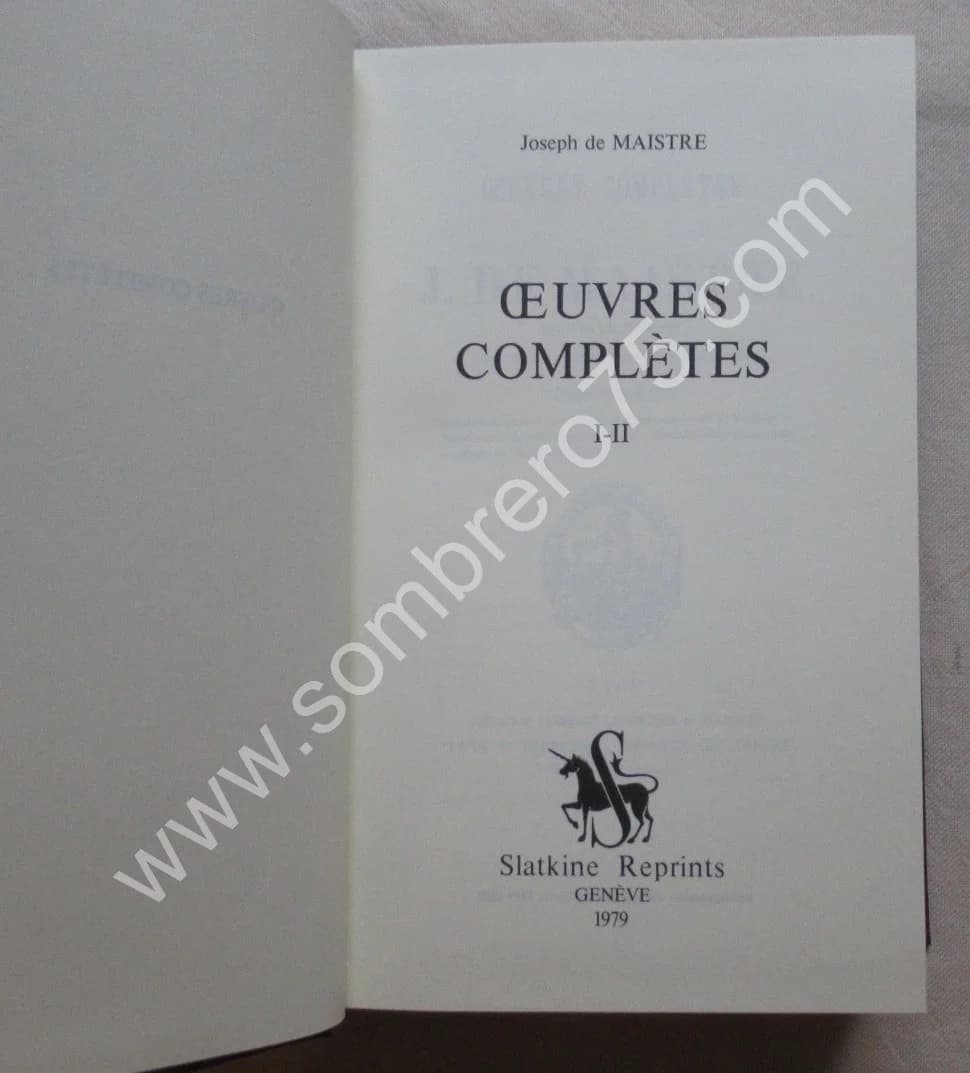 Joseph de MAISTRE
ŒUVRES
COMPLÈTES
I-II
Slatkine Reprints
GENÈVE
1979
www.sombrero75.com